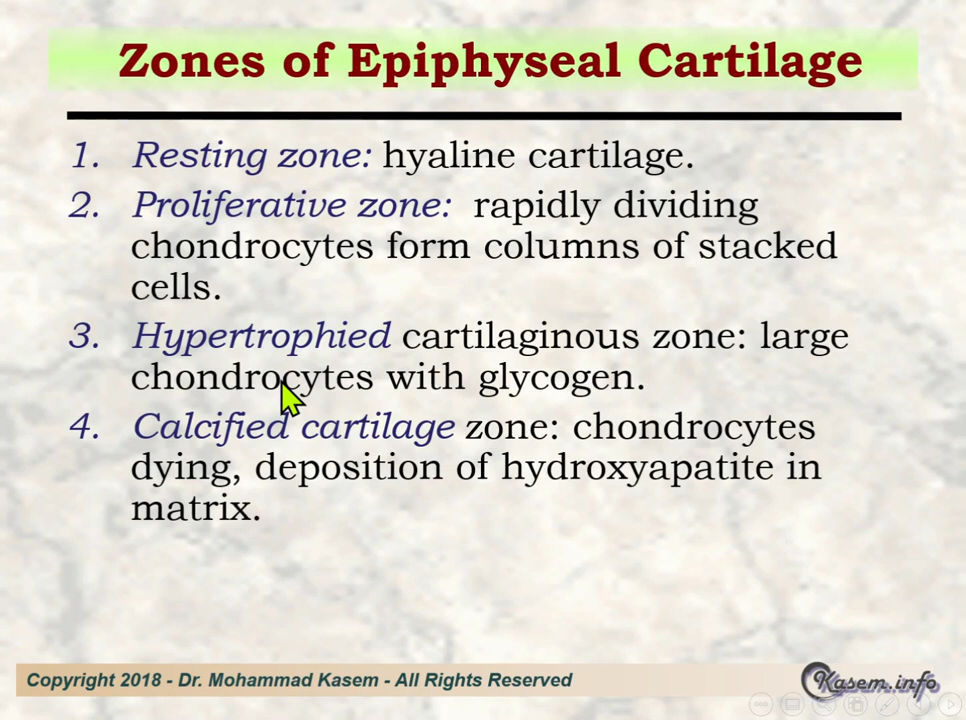 Zones of Epiphyseal Cartilage
1. Resting zone: hyaline cartilage.
2. Proliferative zone: rapidly dividing
chondrocytes form columns of stacked
cells.
3. Hypertrophied cartilaginous zone: large
chondrocytes with glycogen.
4. Calcified cartilage zone: chondrocytes
dying, deposition of hydroxyapatite in
matrix.
Copyright 2018 - Dr. Mohammad Kasem - All Rights Reserved
Kasem.info